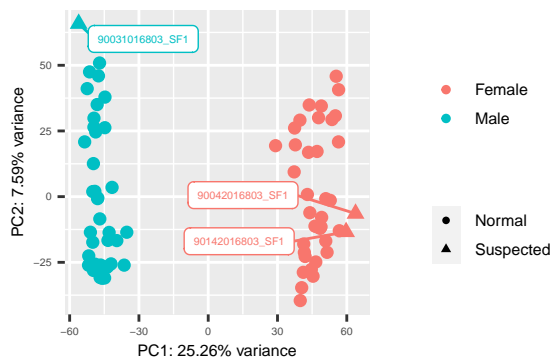 90031016803_SF1
50
25
0
−25
90042016803_SF1
90142016803_SF1
−60
−30
0
30
60
PC1: 25.26% variance
PC2: 7.59% variance
Female
Male
Normal
Suspected